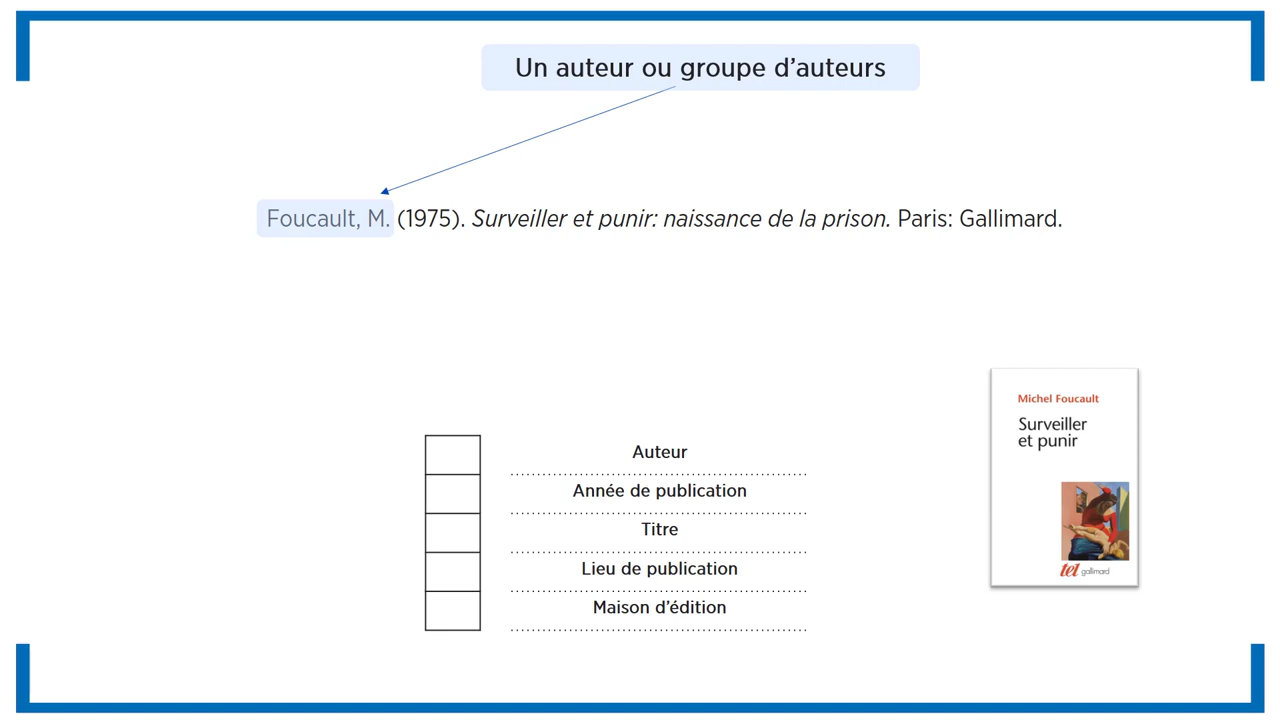 Un auteur ou groupe d’auteurs
Foucault, M. (1975). Surveiller et punir: naissance de la prison. Paris: Gallimard.
Michel Foucault
Surveiller
et punir
tel gallimard
Auteur
Année de publication
Titre
Lieu de publication
Maison d’édition